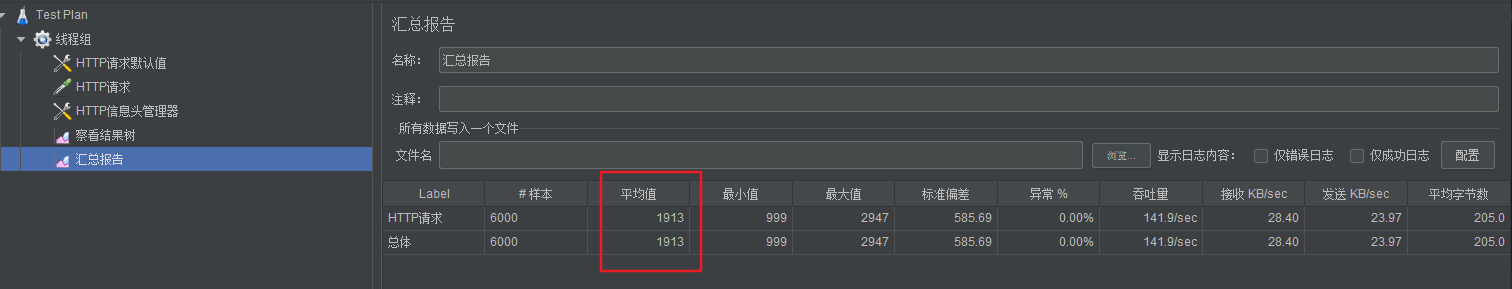 Test Plan
线程组
HTTP请求默认值
HTTP请求
HTTP信息头管理器
察看结果树
汇总报告
汇总报告
名称： 汇总报告
注释：
所有数据写入一个文件
文件名 浏览... 显示日志内容： 仅错误日志 仅成功日志 配置
Label # 样本 平均值 最小值 最大值 标准偏差 异常 % 吞吐量 接收 KB/sec 发送 KB/sec 平均字节数
HTTP请求 6000 1913 999 2947 585.69 0.00% 141.9/sec 28.40 23.97 205.0
总体 6000 1913 999 2947 585.69 0.00% 141.9/sec 28.40 23.97 205.0